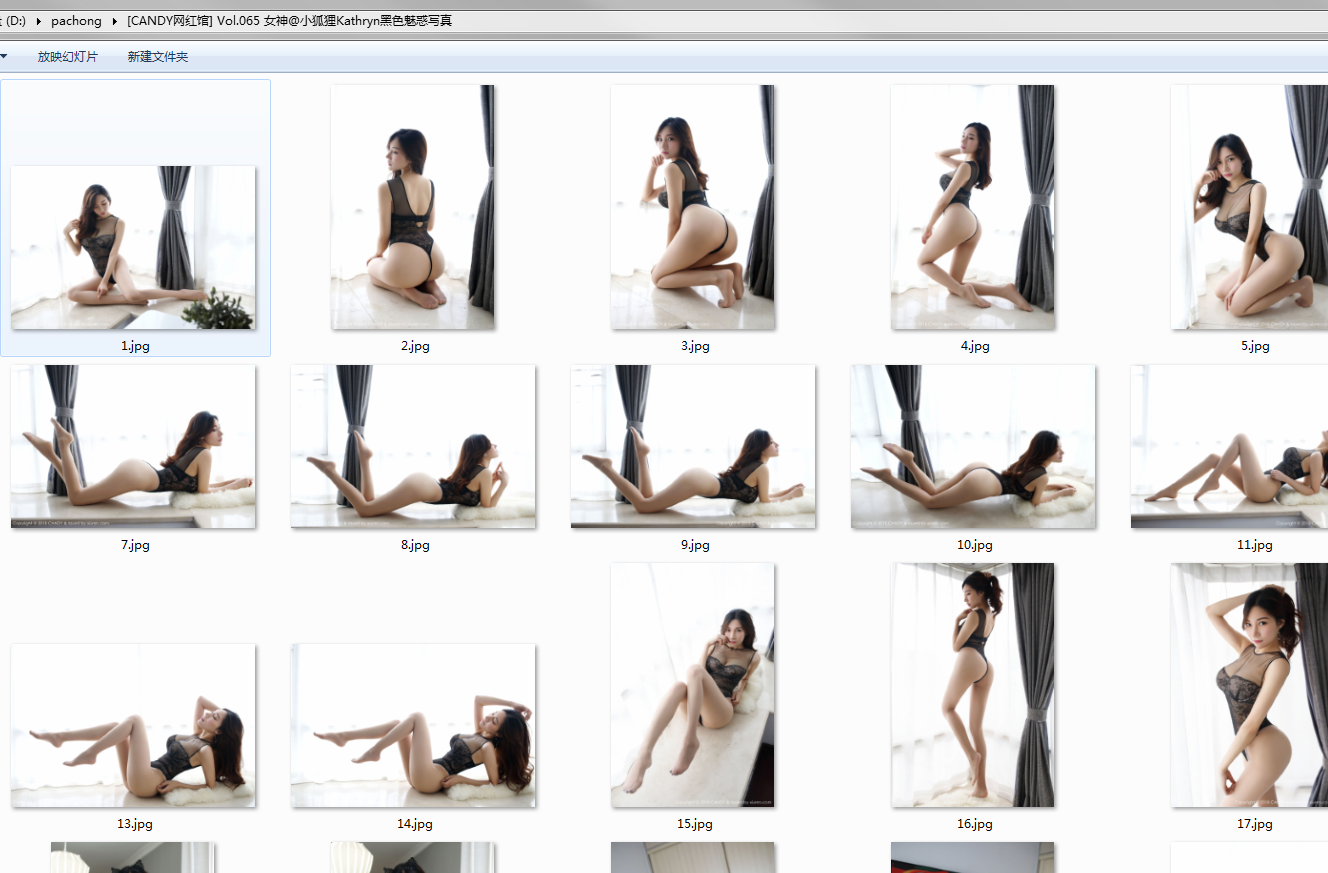 (D:) ▸ pachong ▸ [CANDY网红馆] Vol.065 女神@小狐狸Kathryn黑色魅惑写真
放映幻灯片 新建文件夹
1.jpg 2.jpg 3.jpg 4.jpg 5.jpg
7.jpg 8.jpg 9.jpg 10.jpg 11.jpg
13.jpg 14.jpg 15.jpg 16.jpg 17.jpg